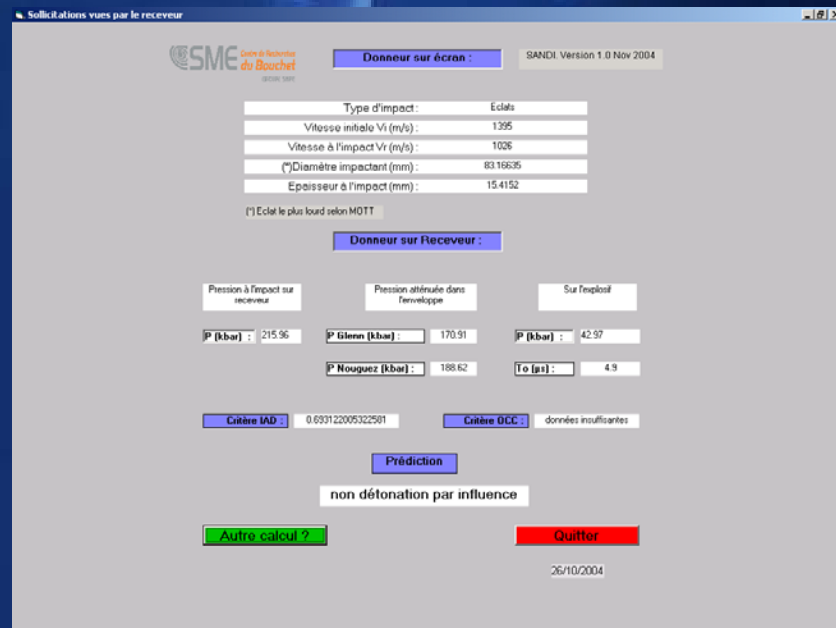 Sollicitations vues par le receveur
SME Centre de Recherches
du Bouchet
Donneur sur écran :
SANDI. Version 1.0 Nov 2004
Type d'impact : Eclats
Vitesse initiale Vi (m/s) : 1395
Vitesse à l'impact Vr (m/s) : 1026
(*)Diamètre impactant (mm) : 83.16635
Epaisseur à l'impact (mm) : 15.4152
(*) Eclat le plus lourd selon MOTT
Donneur sur Receveur :
Pression à l'impact sur
receveur
Pression atténuée dans
l'enveloppe
Sur l'explosif
P (kbar) : 215.96
P Glenn (kbar) : 170.91
P (kbar) : 42.97
P Nouguez (kbar) : 188.62
To (µs) : 4.9
Critère IAD : 0.693122005322581
Critère OCC : données insuffisantes
Prédiction
non détonation par influence
Autre calcul ?
Quitter
26/10/2004